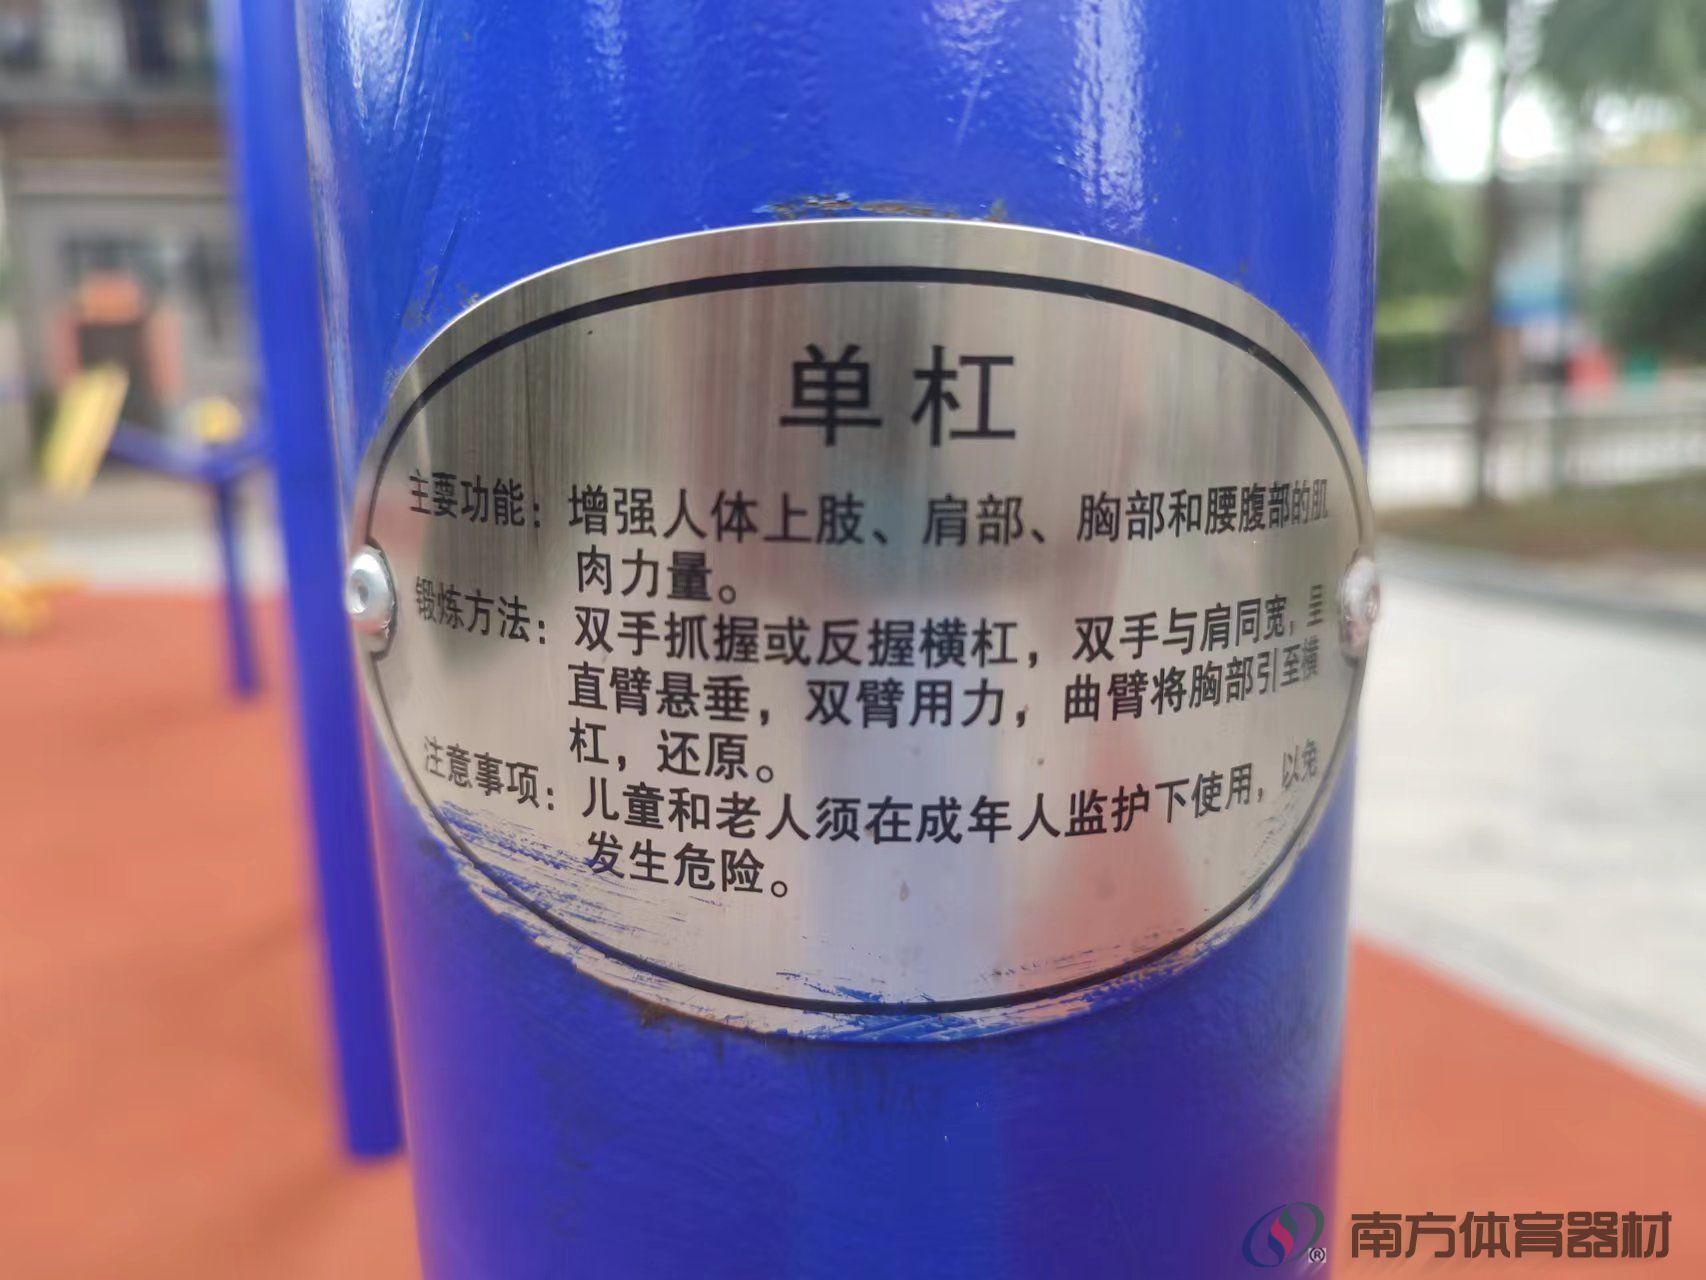 单杠
主要功能：增强人体上肢、肩部、胸部和腰腹部的肌
肉力量。
锻炼方法：双手抓握或反握横杠，双手与肩同宽，呈
直臂悬垂，双臂用力，曲臂将胸部引至横
杠，还原。
注意事项：儿童和老人须在成年人监护下使用，以免
发生危险。
® 南方体育器材